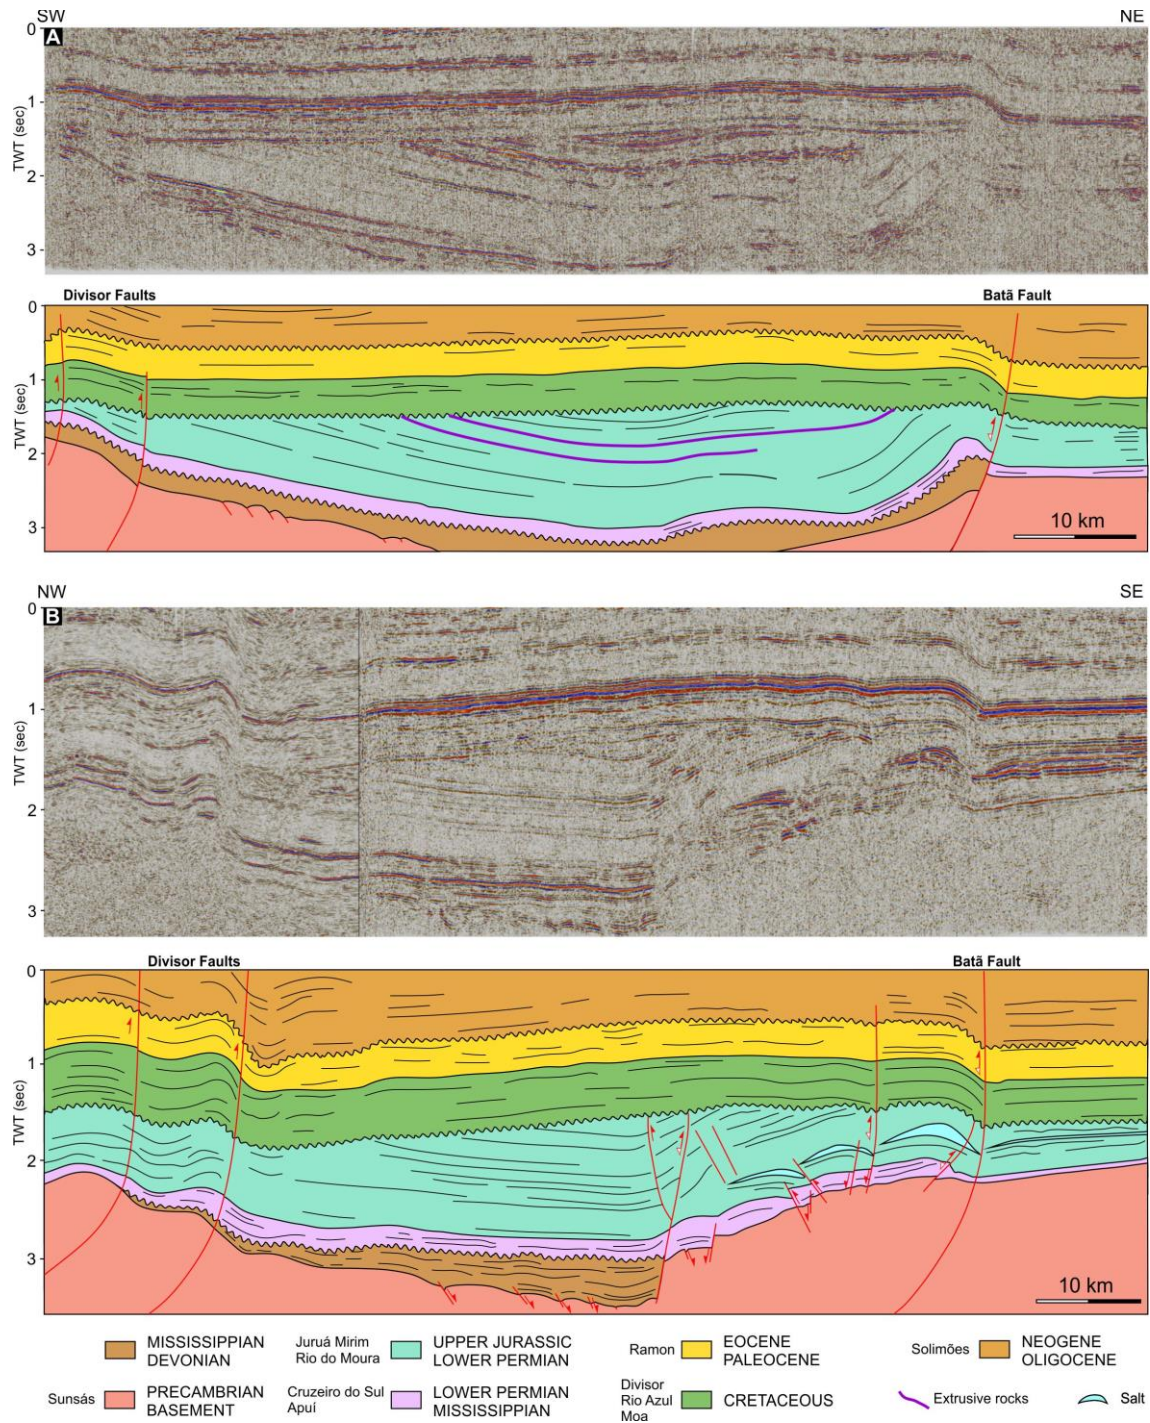 SW NE
A
0
1
2
3
TWT (sec)
Divisor Faults Batã Fault
0
1
2
3
TWT (sec)
10 km
NW SE
B
0
1
2
3
TWT (sec)
Divisor Faults Batã Fault
0
1
2
3
TWT (sec)
10 km
MISSISSIPPIAN
DEVONIAN
Juruá Mirim
Rio do Moura
UPPER JURASSIC
LOWER PERMIAN
Ramon
EOCENE
PALEOCENE
Solimões
NEOGENE
OLIGOCENE
Sunsás
PRECAMBRIAN
BASEMENT
Cruzeiro do Sul
Apuí
LOWER PERMIAN
MISSISSIPPIAN
Divisor
Rio Azul
Moa
CRETACEOUS
Extrusive rocks
Salt